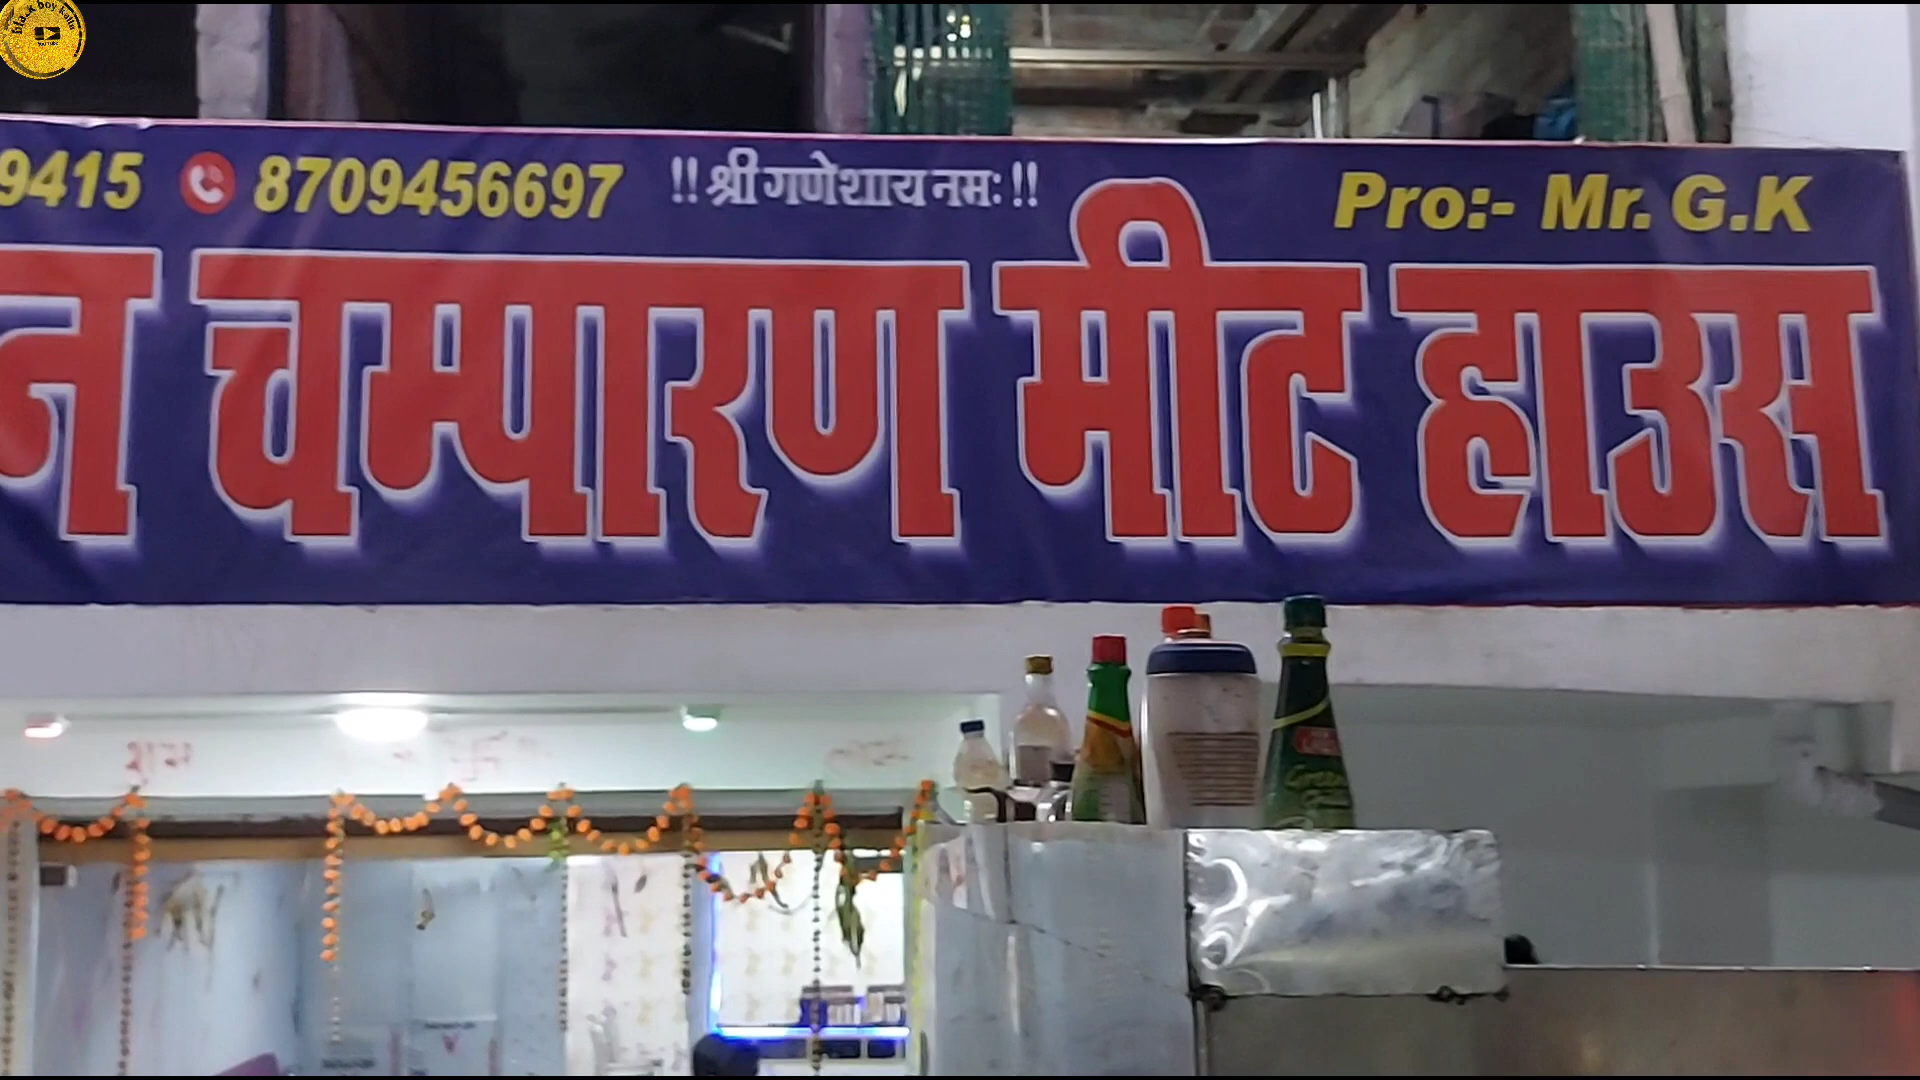 9415 8709456697 !! श्री गणेशाय नमः !! Pro:- Mr. G.K
न चम्पारण मीट हाउस
शुभ